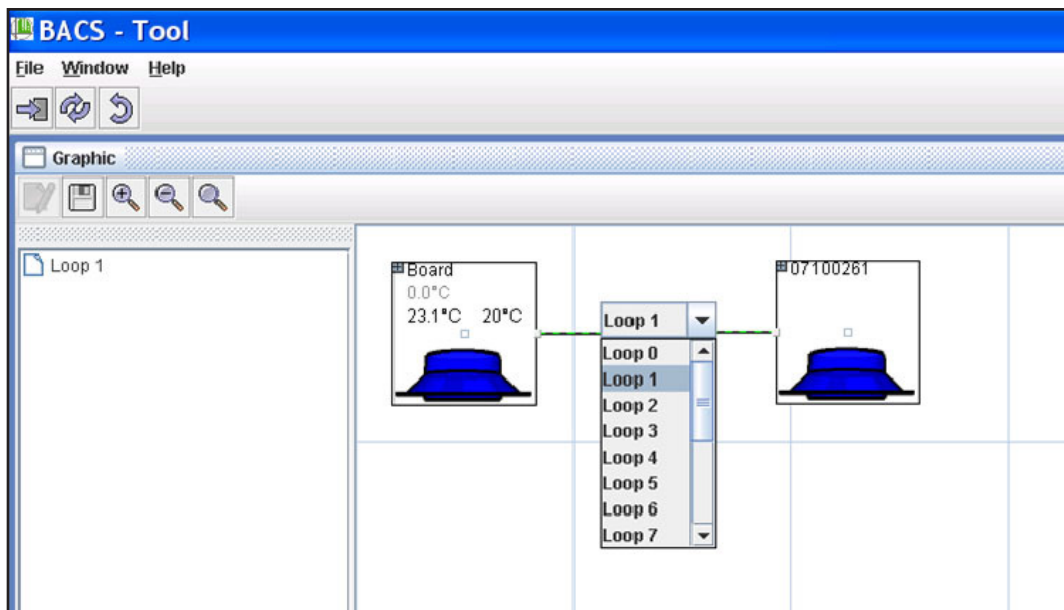 BACS - Tool
File Window Help
Graphic
Loop 1
Board
0.0°C
23.1°C 20°C
07100261
Loop 1
Loop 0
Loop 1
Loop 2
Loop 3
Loop 4
Loop 5
Loop 6
Loop 7